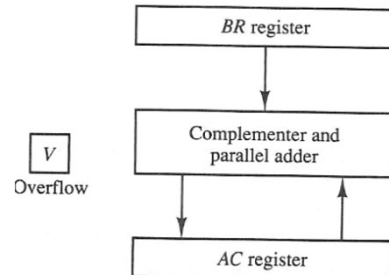 BR register
Complementer and
parallel adder
V
Overflow
AC register